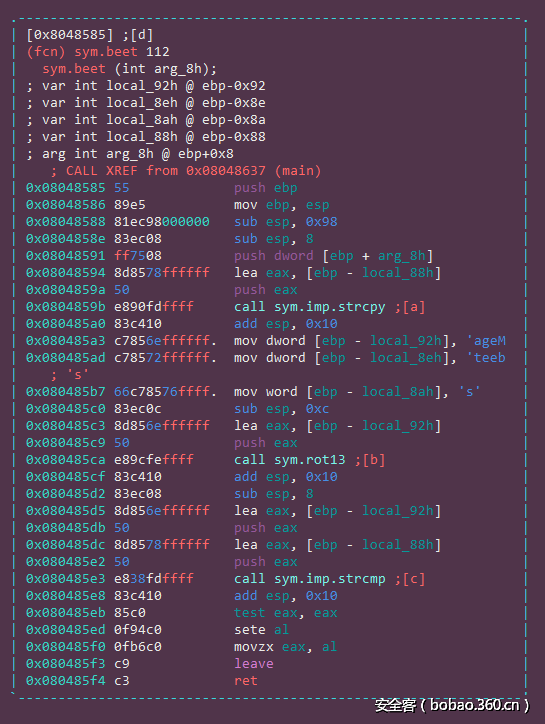 [0x8048585] ;[d]
(fcn) sym.beet 112
sym.beet (int arg_8h);
; var int local_92h @ ebp-0x92
; var int local_8eh @ ebp-0x8e
; var int local_8ah @ ebp-0x8a
; var int local_88h @ ebp-0x88
; arg int arg_8h @ ebp+0x8
; CALL XREF from 0x08048637 (main)
0x08048585 55 push ebp
0x08048586 89e5 mov ebp, esp
0x08048588 81ec98000000 sub esp, 0x98
0x0804858e 83ec08 sub esp, 8
0x08048591 ff7508 push dword [ebp + arg_8h]
0x08048594 8d8578ffffff lea eax, [ebp - local_88h]
0x0804859a 50 push eax
0x0804859b e890fdffff call sym.imp.strcpy ;[a]
0x080485a0 83c410 add esp, 0x10
0x080485a3 c7856effffff. mov dword [ebp - local_92h], 'ageM
0x080485ad c78572ffffff. mov dword [ebp - local_8eh], 'teeb
; 's'
0x080485b7 66c78576ffff. mov word [ebp - local_8ah], 's'
0x080485c0 83ec0c sub esp, 0xc
0x080485c3 8d856effffff lea eax, [ebp - local_92h]
0x080485c9 50 push eax
0x080485ca e89cfeffff call sym.rot13 ;[b]
0x080485cf 83c410 add esp, 0x10
0x080485d2 83ec08 sub esp, 8
0x080485d5 8d856effffff lea eax, [ebp - local_92h]
0x080485db 50 push eax
0x080485dc 8d8578ffffff lea eax, [ebp - local_88h]
0x080485e2 50 push eax
0x080485e3 e838fdffff call sym.imp.strcmp ;[c]
0x080485e8 83c410 add esp, 0x10
0x080485eb 85c0 test eax, eax
0x080485ed 0f94c0 sete al
0x080485f0 0fb6c0 movzx eax, al
0x080485f3 c9 leave
0x080485f4 c3 ret
安全客（bobao.360.cn）